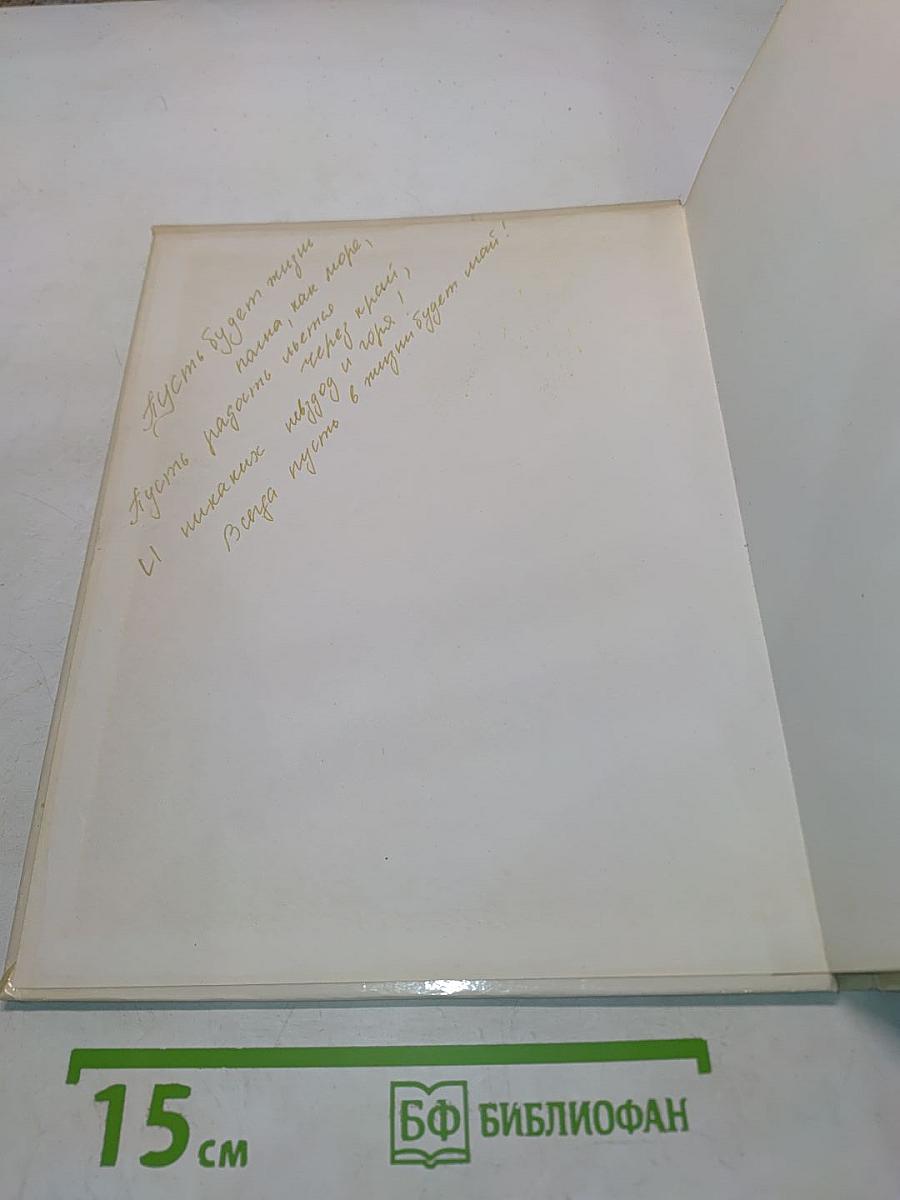 Пусть будет жизнь
полна, как море,
Пусть радость льётся
через край,
И никаких невзгод и горя!
Всегда пусть в жизни будет май!
15 см
БФ БИБЛИОФАН